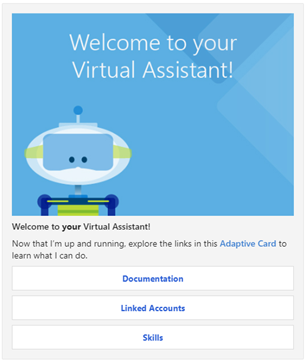 Welcome to your
Virtual Assistant!
Welcome to your Virtual Assistant!
Now that I'm up and running, explore the links in this Adaptive Card to
learn what I can do.
Documentation
Linked Accounts
Skills